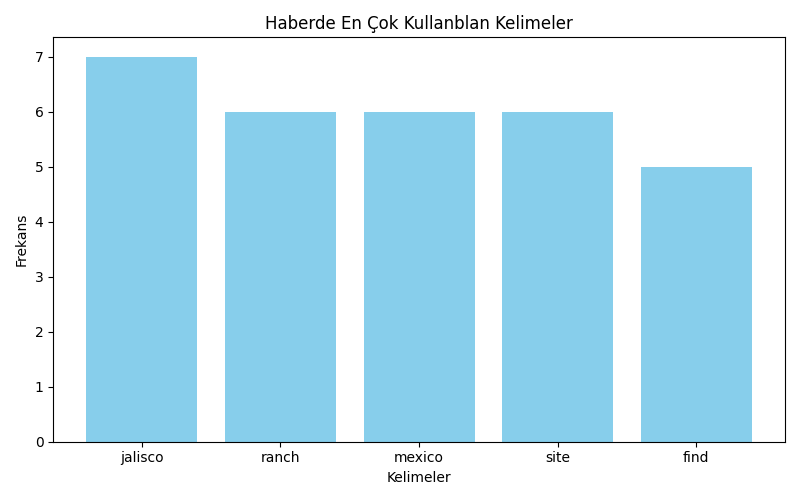 Haberde En Çok Kullanblan Kelimeler
7
6
5
4
3
2
1
0
Frekans
jalisco ranch mexico site find
Kelimeler